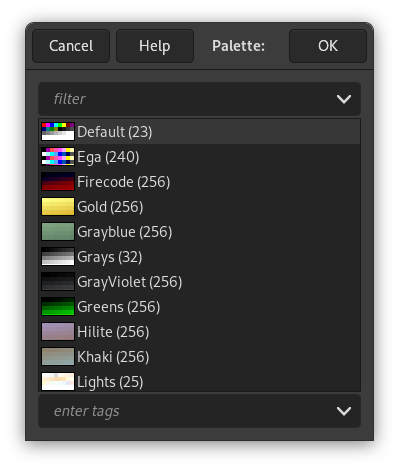 Cancel Help Palette: OK
filter
Default (23)
Ega (240)
Firecode (256)
Gold (256)
Grayblue (256)
Grays (32)
GrayViolet (256)
Greens (256)
Hilite (256)
Khaki (256)
Lights (25)
enter tags